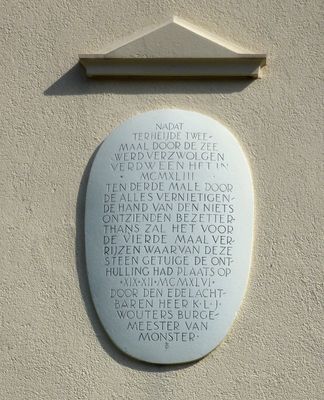 NADAT
TERHEIJDE TWEE-
MAAL DOOR DE ZEE
WERD VERZWOLGEN
VERDWEEN HET IN
• MCMXLIII •
TEN DERDE MALE DOOR
DE ALLES VERNIETIGEN-
DE HAND VAN DEN NIETS
ONTZIENDEN BEZETTER
THANS ZAL HET VOOR
DE VIERDE MAAL VER-
RIJZEN WAARVAN DEZE
STEEN GETUIGE DE ONT-
HULLING HAD PLAATS OP
•XIX•XII•MCMXLVI•
DOOR DEN EDELACHT-
BAREN HEER K•L•J•
WOUTERS BURGE-
MEESTER VAN
MONSTER